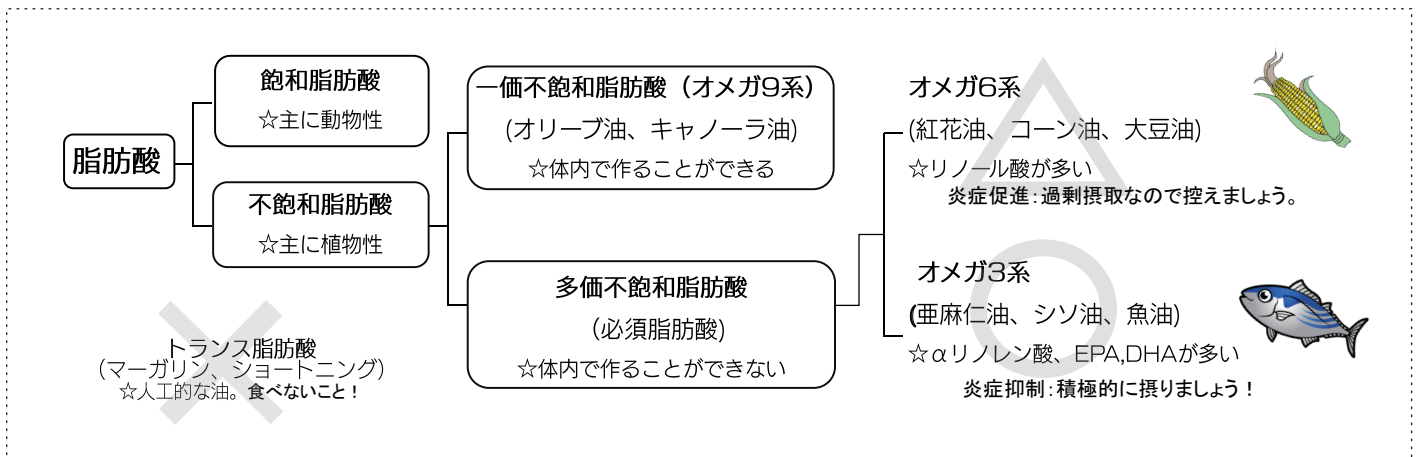 脂肪酸
飽和脂肪酸
☆主に動物性
不飽和脂肪酸
☆主に植物性
一価不飽和脂肪酸（オメガ9系）
(オリーブ油、キャノーラ油)
☆体内で作ることができる
多価不飽和脂肪酸
(必須脂肪酸)
☆体内で作ることができない
オメガ6系
(紅花油、コーン油、大豆油)
☆リノール酸が多い
炎症促進：過剰摂取なので控えましょう。
オメガ3系
(亜麻仁油、シソ油、魚油)
☆αリノレン酸、EPA,DHAが多い
炎症抑制：積極的に摂りましょう！
トランス脂肪酸
(マーガリン、ショートニング)
☆人工的な油。食べないこと！